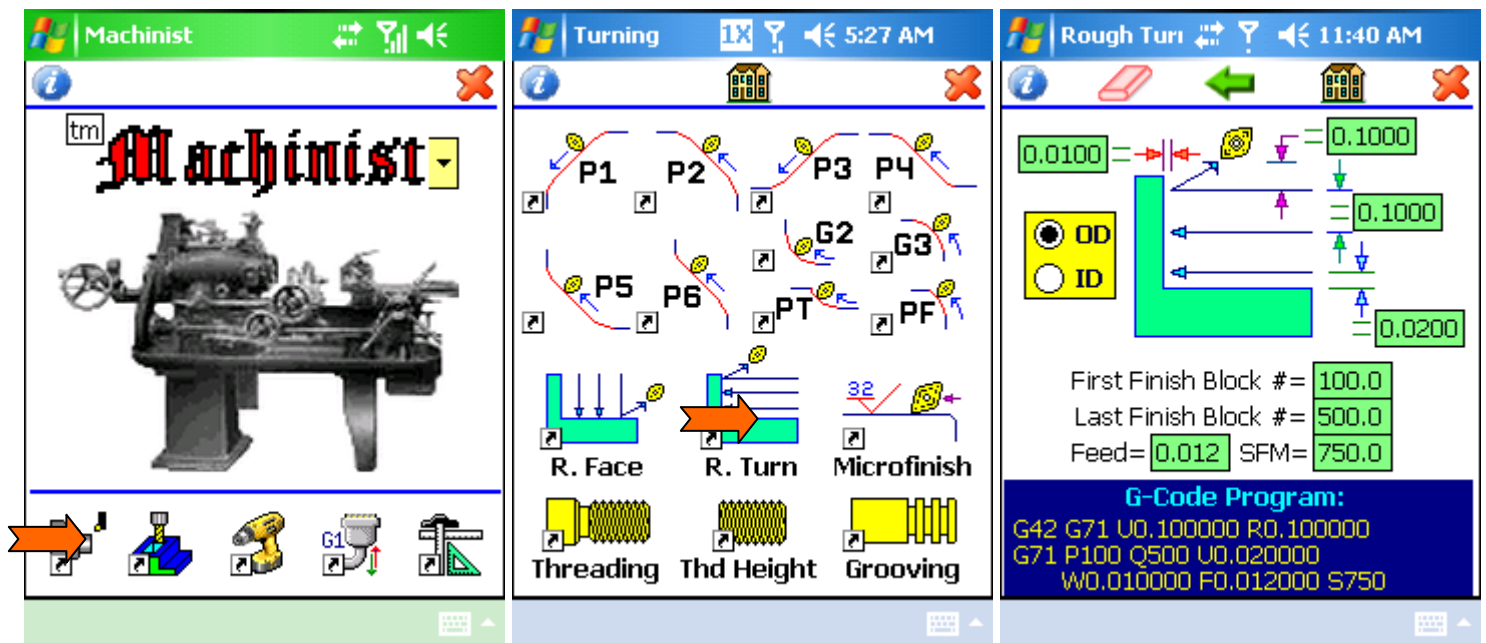 Machinist
tm
Machinist
G1
Turning 1X 5:27 AM
P1 P2 P3 P4
G2 G3
P5 P6 PT PF
32
R. Face R. Turn Microfinish
Threading Thd Height Grooving
Rough Turi 11:40 AM
0.0100 = = 0.1000
= 0.1000
OD
ID
= 0.0200
First Finish Block #= 100.0
Last Finish Block #= 500.0
Feed= 0.012 SFM= 750.0
G-Code Program:
G42 G71 U0.100000 R0.100000
G71 P100 Q500 U0.020000
W0.010000 F0.012000 S750